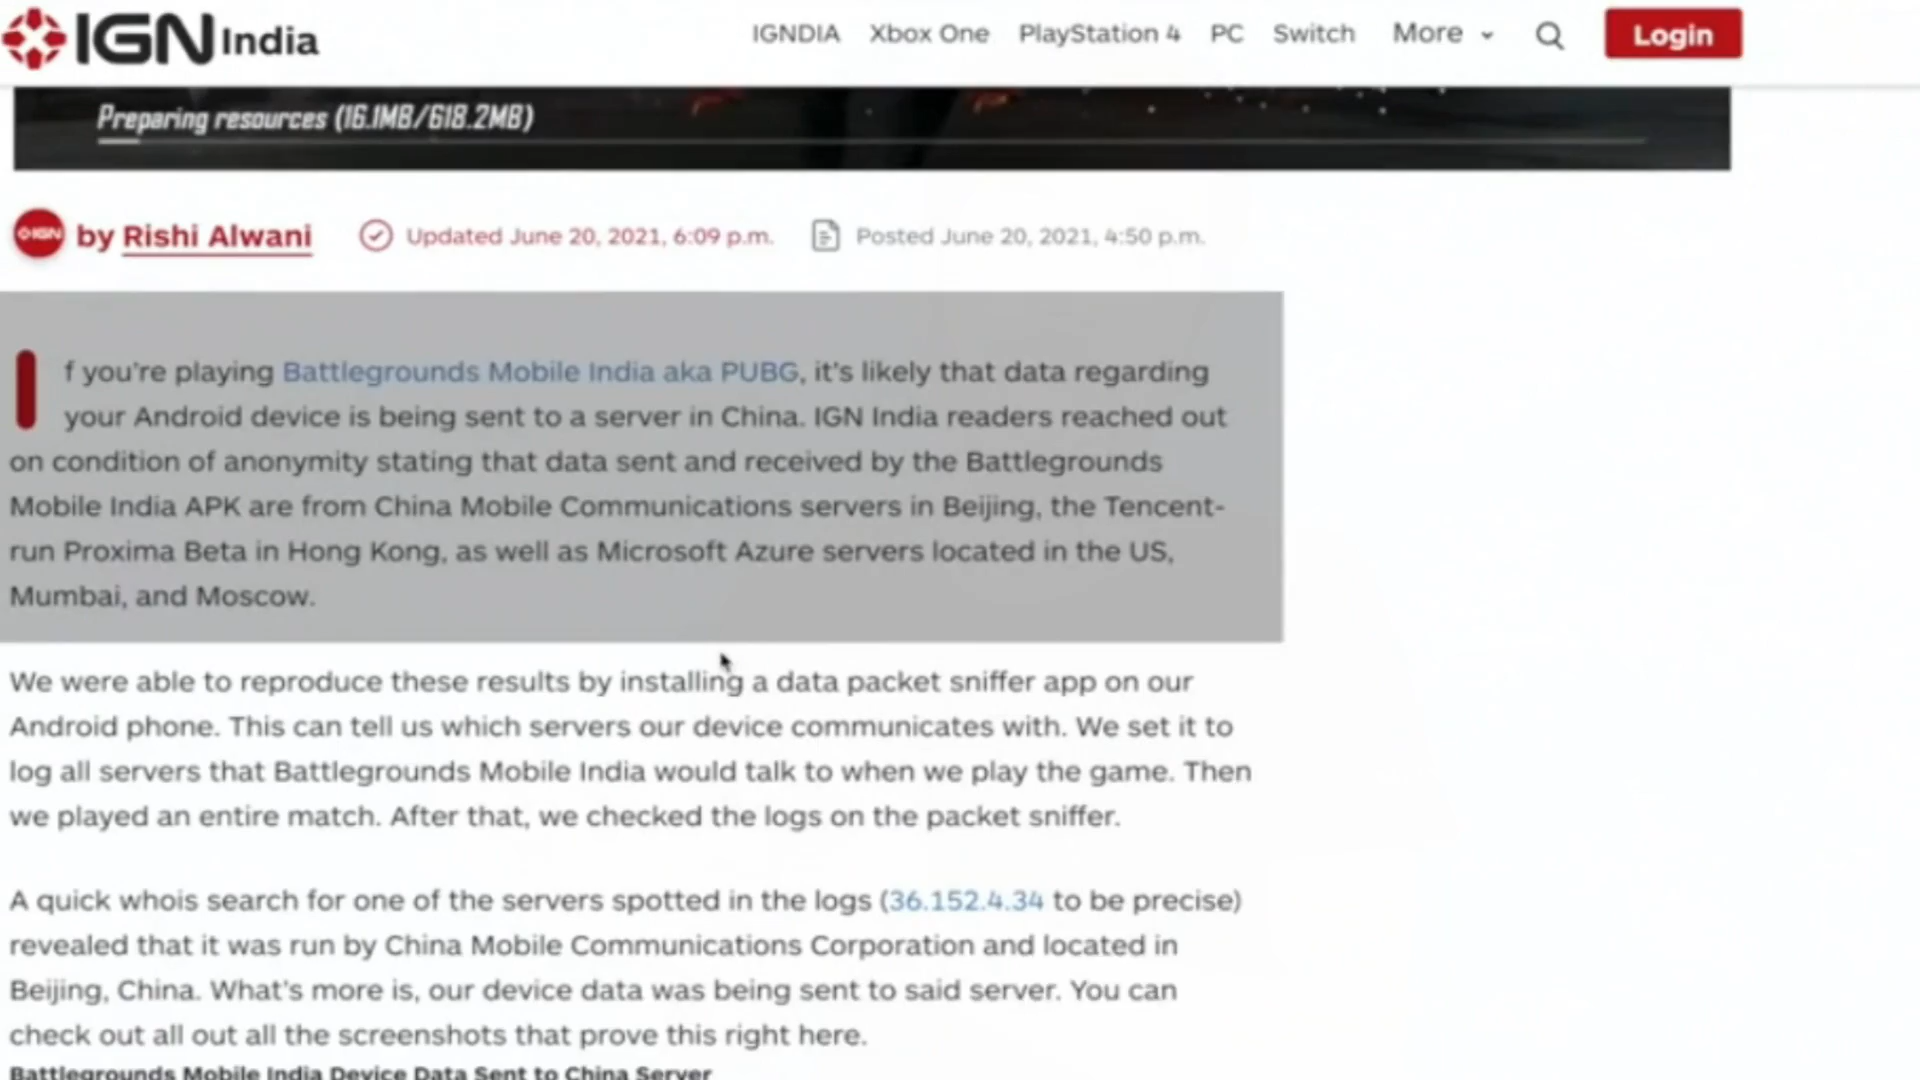 IGN India
IGNDIA Xbox One PlayStation 4 PC Switch More Login
Preparing resources (16.1MB/618.2MB)
IGN by Rishi Alwani Updated June 20, 2021, 6:09 p.m. Posted June 20, 2021, 4:50 p.m.
If you're playing Battlegrounds Mobile India aka PUBG, it's likely that data regarding
your Android device is being sent to a server in China. IGN India readers reached out
on condition of anonymity stating that data sent and received by the Battlegrounds
Mobile India APK are from China Mobile Communications servers in Beijing, the Tencent-
run Proxima Beta in Hong Kong, as well as Microsoft Azure servers located in the US,
Mumbai, and Moscow.
We were able to reproduce these results by installing a data packet sniffer app on our
Android phone. This can tell us which servers our device communicates with. We set it to
log all servers that Battlegrounds Mobile India would talk to when we play the game. Then
we played an entire match. After that, we checked the logs on the packet sniffer.
A quick whois search for one of the servers spotted in the logs (36.152.4.34 to be precise)
revealed that it was run by China Mobile Communications Corporation and located in
Beijing, China. What's more is, our device data was being sent to said server. You can
check out all out all the screenshots that prove this right here.
Battlegrounds Mobile India Device Data Sent to China Server